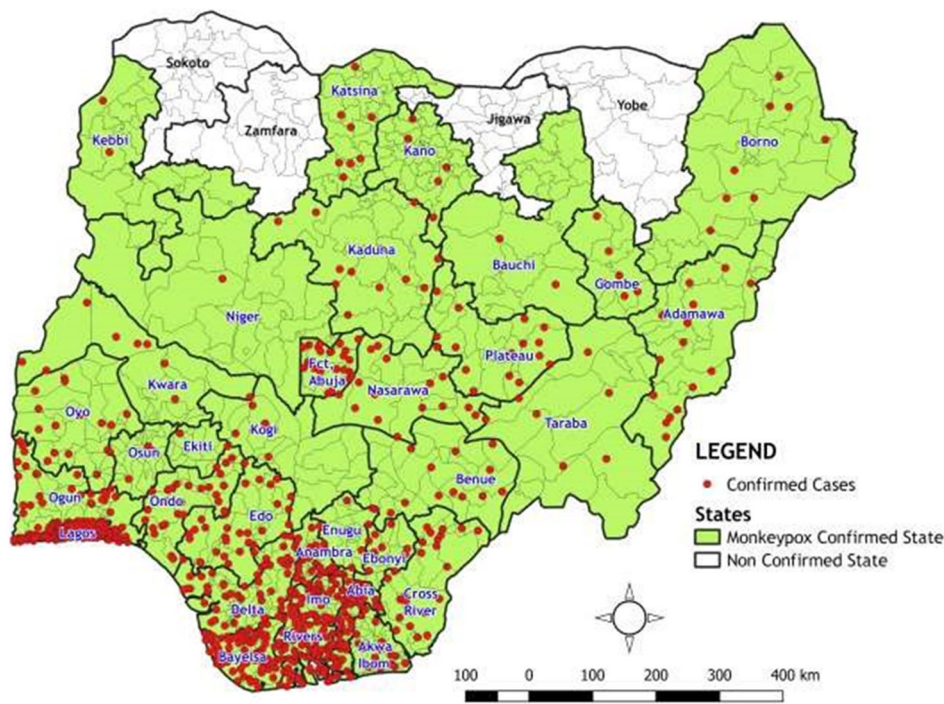 Sokoto
Katsina
Yobe
Zamfara
Jigawa
Kebbi
Kano
Borno
Kaduna
Bauchi
Gombe
Niger
Adamawa
Plateau
Fct,
Abuja
Nasarawa
Kwara
Oyo
Taraba
Kogi
Ekiti
Osun
Benue
Ogun
Ondo
Edo
Lagos
Enugu
Anambra
Ebonyi
Abia
Imo
Cross
River
Delta
Rivers
Bayelsa
Akwa
Ibom
LEGEND
Confirmed Cases
States
Monkeypox Confirmed State
Non Confirmed State
100 0 100 200 300 400 km